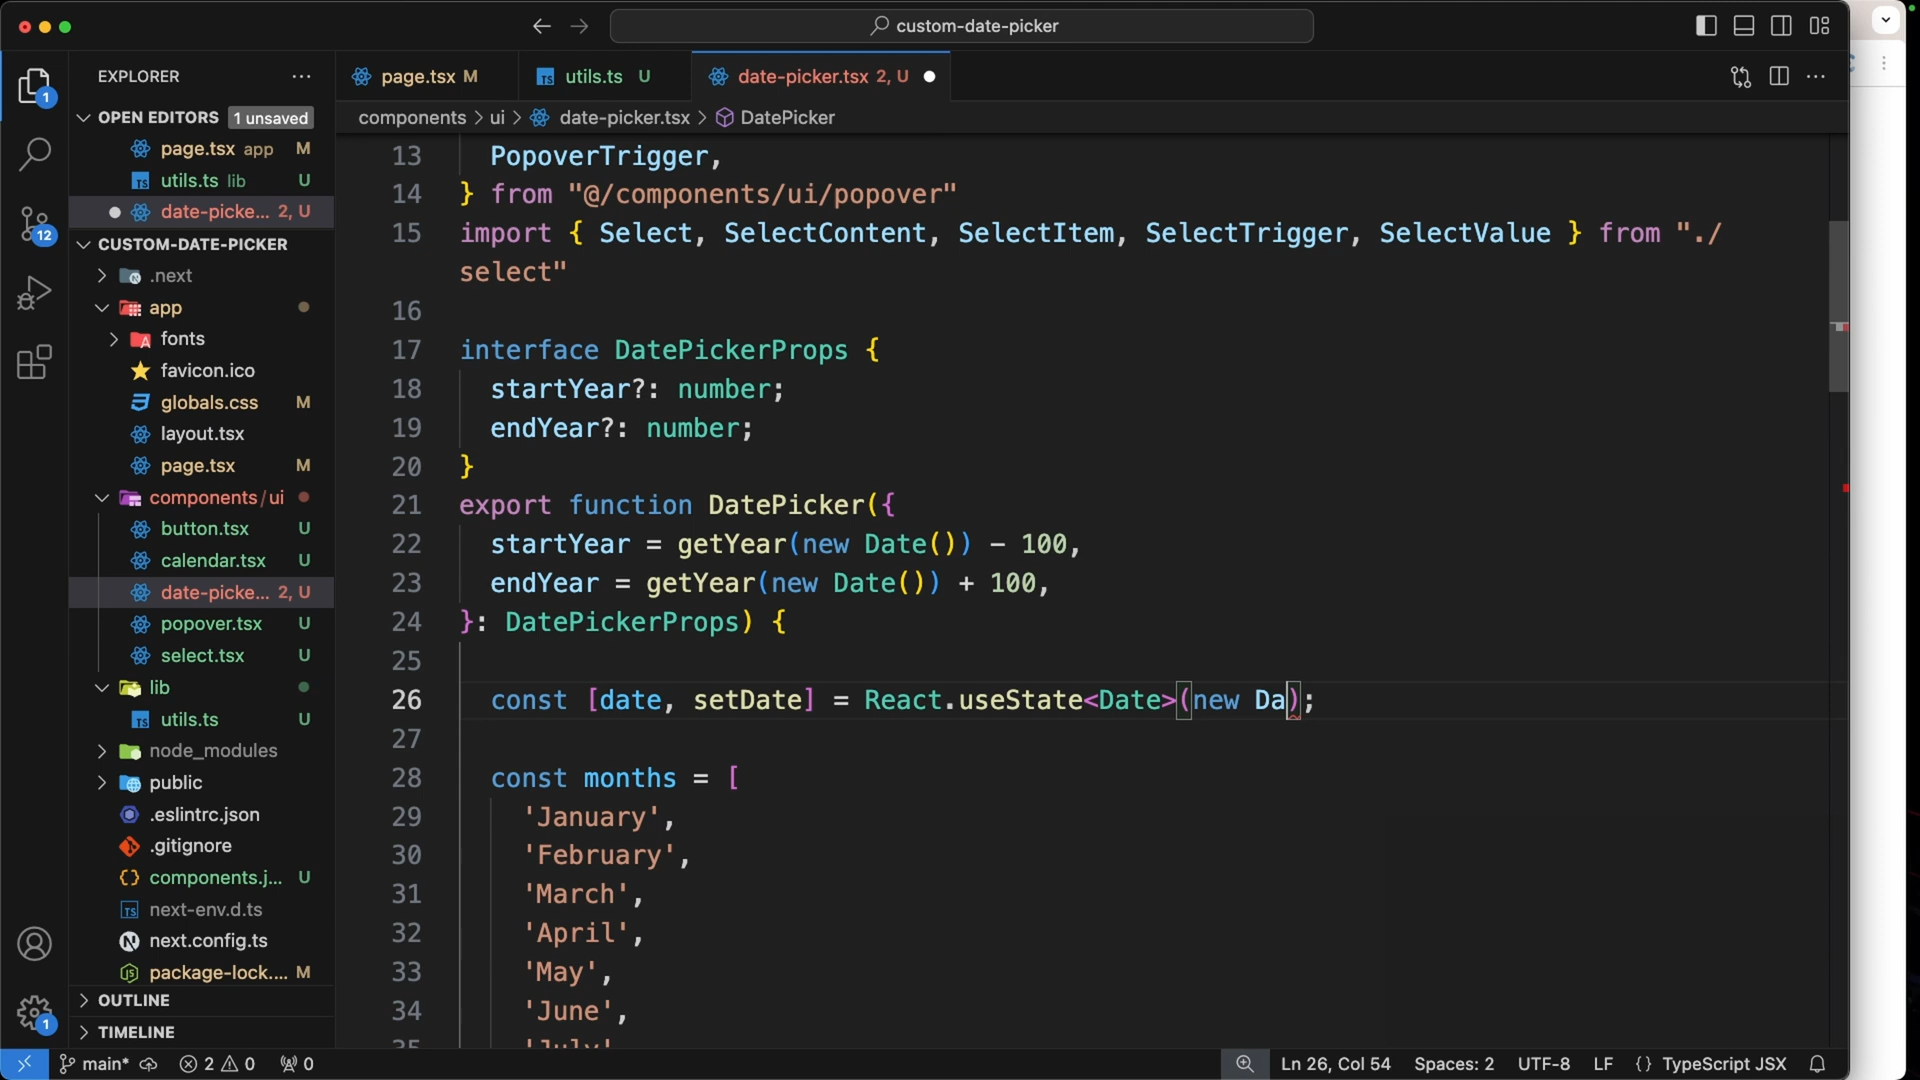 custom-date-picker
EXPLORER
page.tsx M
utils.ts U
date-picker.tsx 2, U
OPEN EDITORS 1 unsaved
components > ui > date-picker.tsx > DatePicker
page.tsx app M
utils.ts lib U
date-picke... 2, U
CUSTOM-DATE-PICKER
.next
app
fonts
favicon.ico
globals.css M
layout.tsx
page.tsx M
components/ui
button.tsx U
calendar.tsx U
date-picke... 2, U
popover.tsx U
select.tsx U
lib
utils.ts U
node_modules
public
.eslintrc.json
.gitignore
components.j... U
next-env.d.ts
next.config.ts
package-lock.... M
OUTLINE
TIMELINE
1
12
1
13 PopoverTrigger,
14 } from "@/components/ui/popover"
15 import { Select, SelectContent, SelectItem, SelectTrigger, SelectValue } from "./
select"
16
17 interface DatePickerProps {
18 startYear?: number;
19 endYear?: number;
20 }
21 export function DatePicker({
22 startYear = getYear(new Date()) - 100,
23 endYear = getYear(new Date()) + 100,
24 }: DatePickerProps) {
25
26 const [date, setDate] = React.useState<Date>(new Da);
27
28 const months = [
29 'January',
30 'February',
31 'March',
32 'April',
33 'May',
34 'June',
35 'July'
main* 2 0 0 Ln 26, Col 54 Spaces: 2 UTF-8 LF {} TypeScript JSX